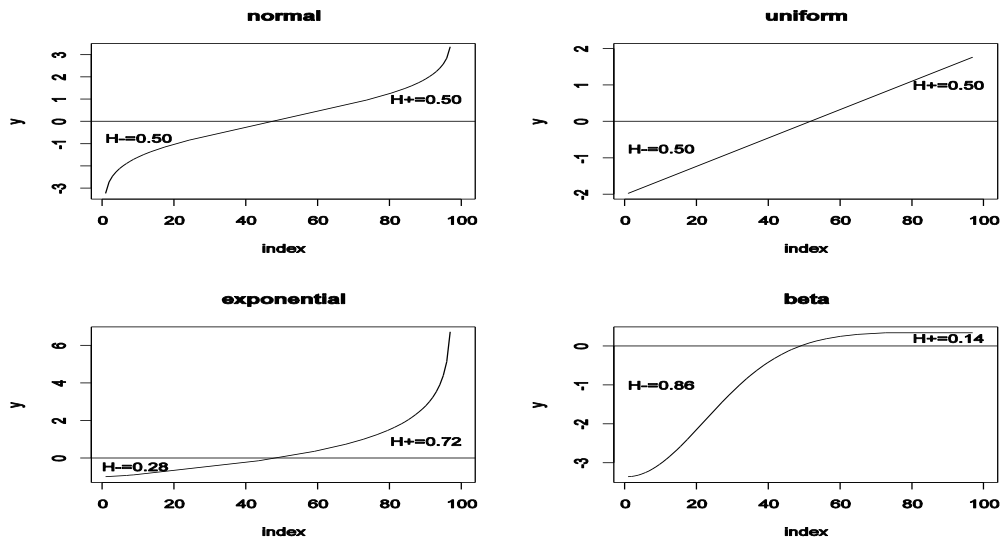 normal
y
3
2
1
0
-1
-3
H+=0.50
H-=0.50
0 20 40 60 80 100
index
uniform
y
2
1
0
-1
-2
H+=0.50
H-=0.50
0 20 40 60 80 100
index
exponential
y
6
4
2
0
H+=0.72
H-=0.28
0 20 40 60 80 100
index
beta
y
0
-1
-2
-3
H+=0.14
H-=0.86
0 20 40 60 80 100
index